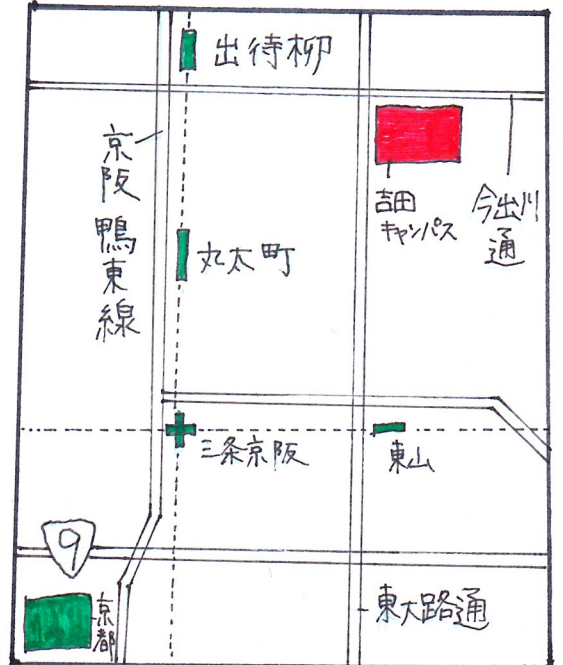 出待柳
京阪鴨東線
吉田
キャンパス
今出川
通
丸太町
三条京阪
東山
9
京都
東大路通